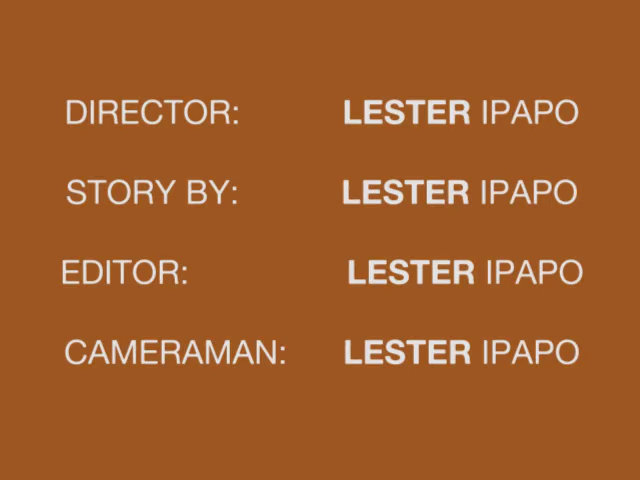 DIRECTOR: LESTER IPAPO
STORY BY: LESTER IPAPO
EDITOR: LESTER IPAPO
CAMERAMAN: LESTER IPAPO